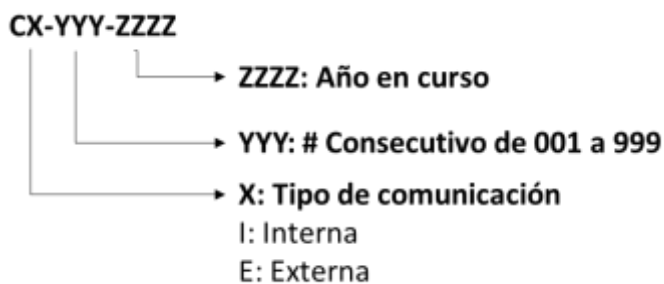 CX-YYY-ZZZZ
ZZZZ: Año en curso
YYY: # Consecutivo de 001 a 999
X: Tipo de comunicación
I: Interna
E: Externa